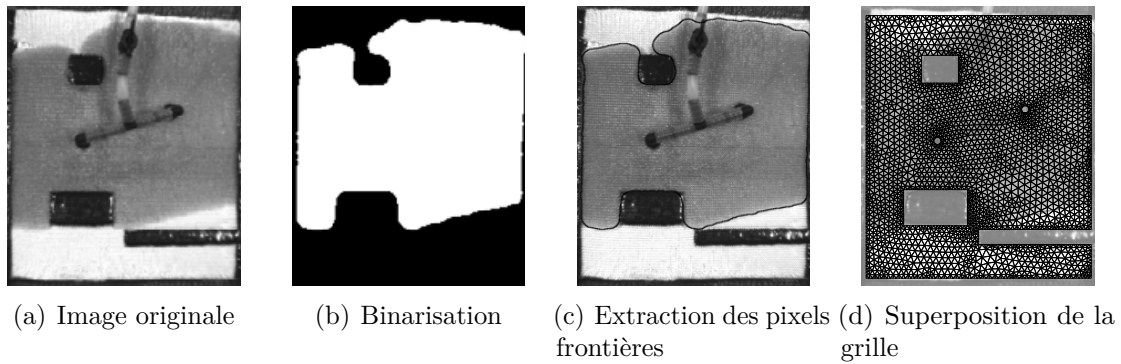 (a) Image originale
(b) Binarisation
(c) Extraction des pixels frontières
(d) Superposition de la grille